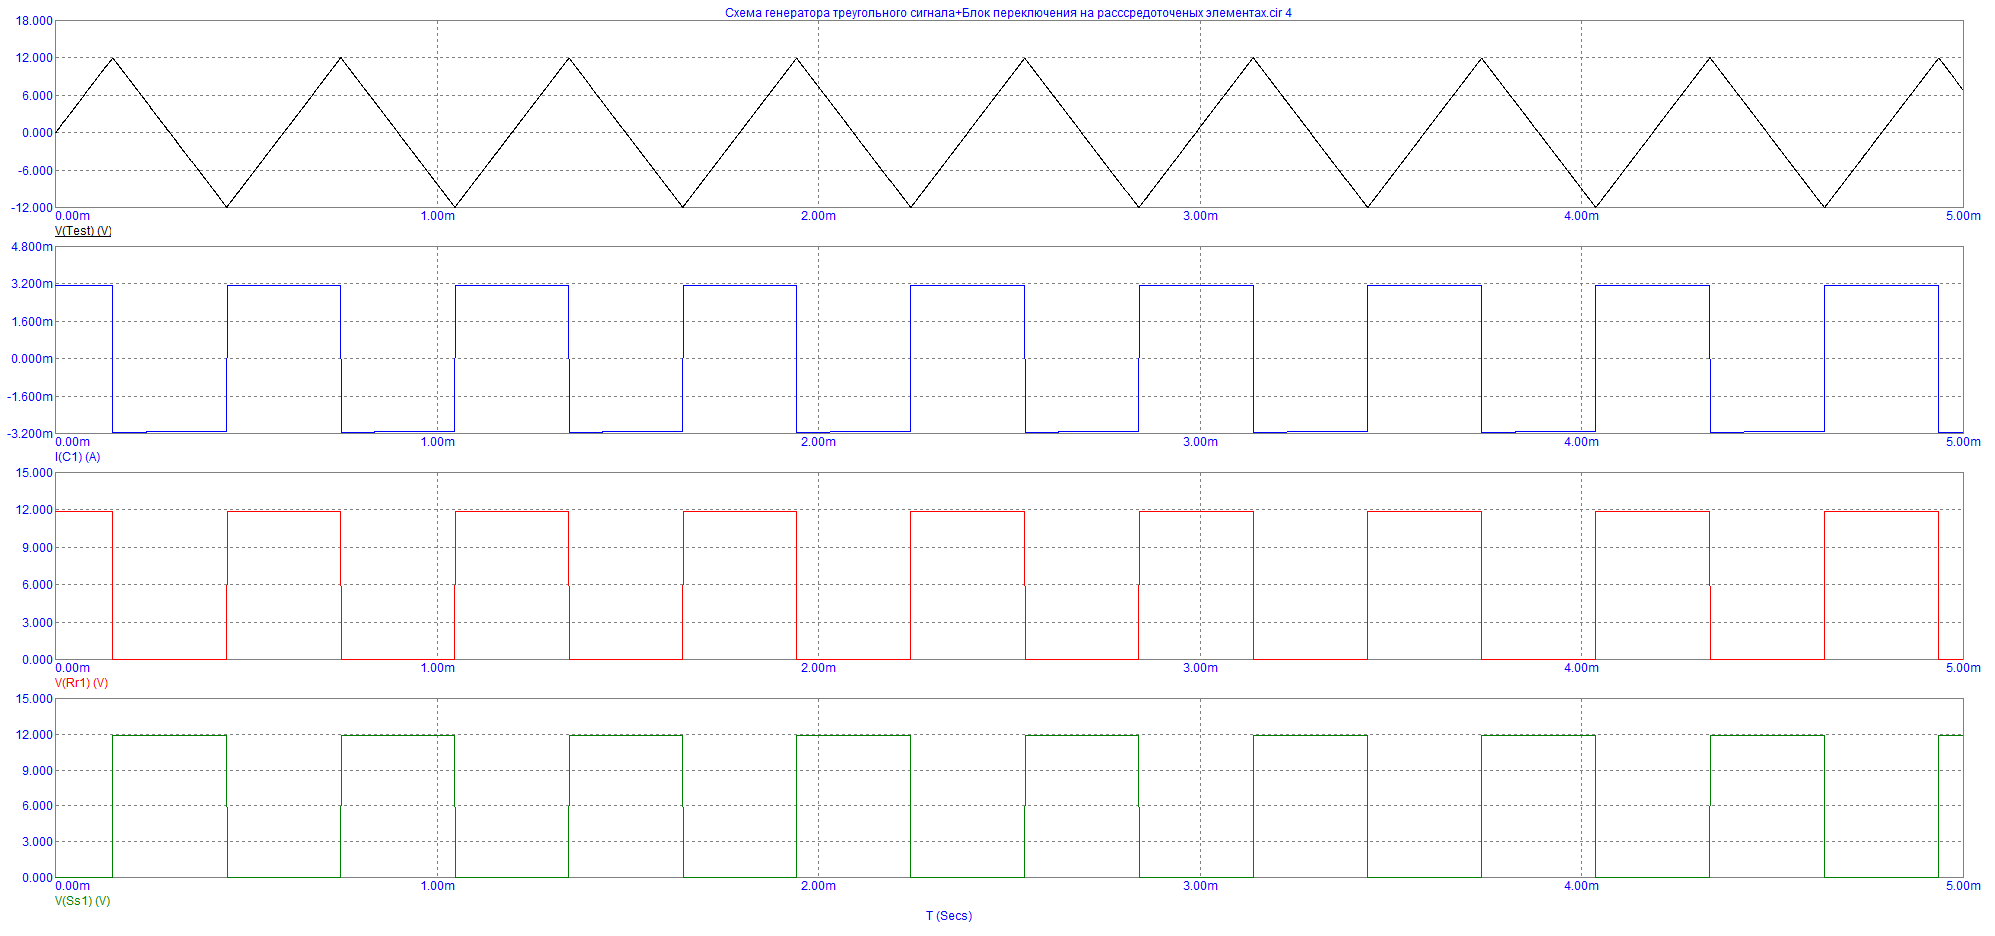 Схема генератора треугольного сигнала+Блок переключения на расссредоточеных элементах.cir 4
18.000
12.000
6.000
0.000
-6.000
-12.000
0.00m 1.00m 2.00m 3.00m 4.00m 5.00m
V(Test) (V)
4.800m
3.200m
1.600m
0.000m
-1.600m
-3.200m
0.00m 1.00m 2.00m 3.00m 4.00m 5.00m
I(C1) (A)
15.000
12.000
9.000
6.000
3.000
0.000
0.00m 1.00m 2.00m 3.00m 4.00m 5.00m
V(Rr1) (V)
15.000
12.000
9.000
6.000
3.000
0.000
0.00m 1.00m 2.00m 3.00m 4.00m 5.00m
V(Ss1) (V)
T (Secs)